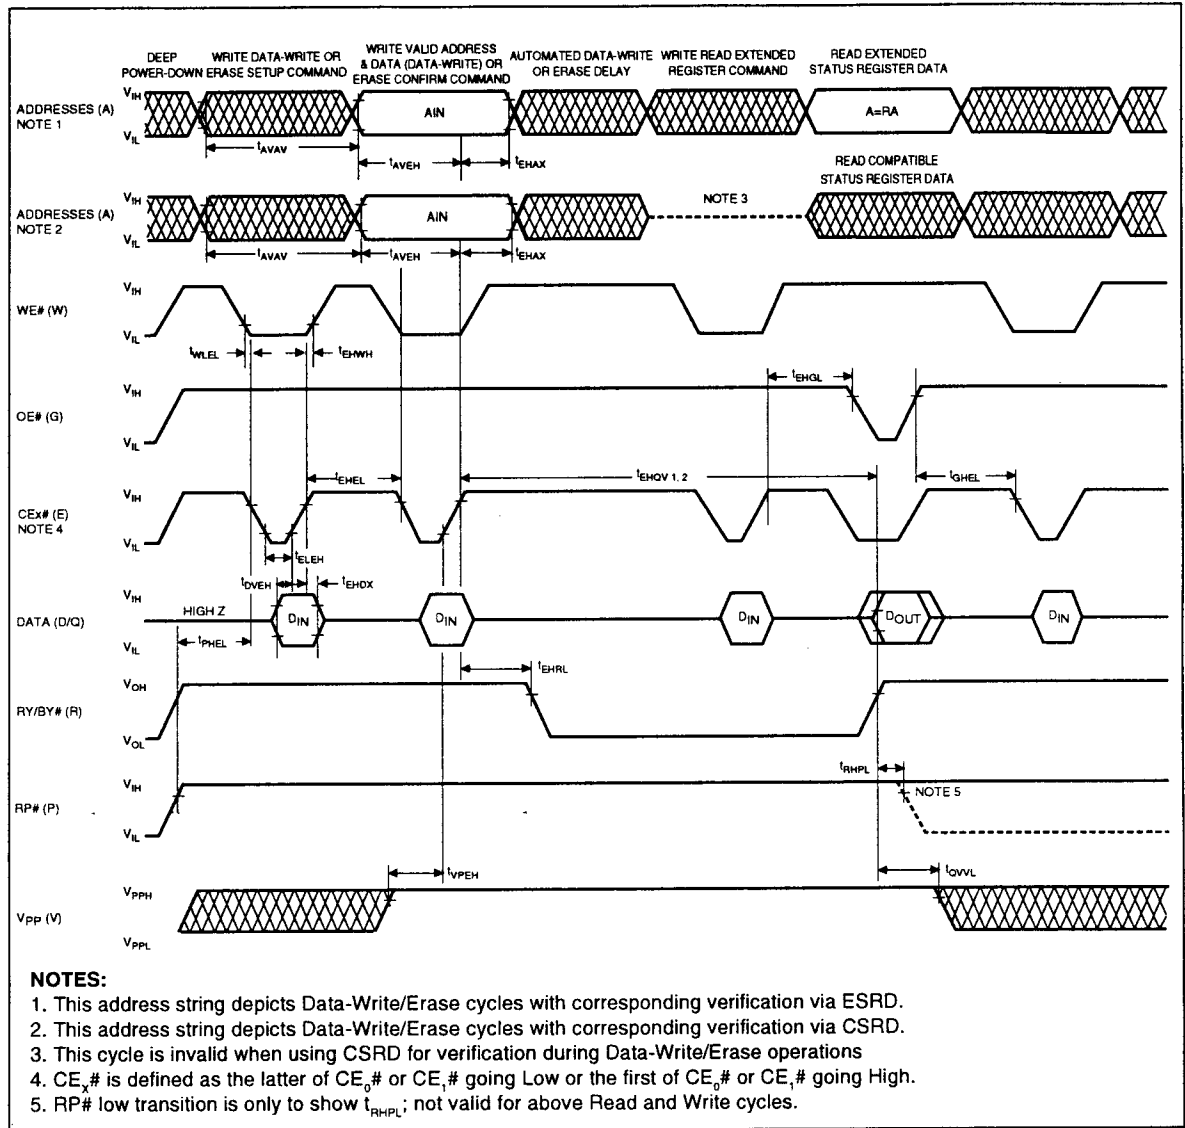 DEEP POWER-DOWN
WRITE DATA-WRITE OR ERASE SETUP COMMAND
WRITE VALID ADDRESS & DATA (DATA-WRITE) OR ERASE CONFIRM COMMAND
AUTOMATED DATA-WRITE OR ERASE DELAY
WRITE READ EXTENDED REGISTER COMMAND
READ EXTENDED STATUS REGISTER DATA
ADDRESSES (A)
NOTE 1
VIH
VIL
AIN
A=RA
tAVAV
tAVEH
tEHAX
READ COMPATIBLE
STATUS REGISTER DATA
ADDRESSES (A)
NOTE 2
VIH
VIL
AIN
NOTE 3
tAVAV
tAVEH
tEHAX
WE# (W)
VIH
VIL
tWLEL
tEHWH
OE# (G)
VIH
VIL
tEHGL
tEHEL
tEHQV 1, 2
tGHEL
CEX# (E)
NOTE 4
VIH
VIL
tELEH
tDVEH
tEHDX
DATA (D/Q)
VIH
VIL
HIGH Z
DIN
DIN
DIN
DOUT
DIN
tPHEL
tEHRL
RY/BY# (R)
VOH
VOL
tRHPL
RP# (P)
VIH
VIL
NOTE 5
tVPEH
tQVVL
VPP (V)
VPPH
VPPL
NOTES:
1. This address string depicts Data-Write/Erase cycles with corresponding verification via ESRD.
2. This address string depicts Data-Write/Erase cycles with corresponding verification via CSRD.
3. This cycle is invalid when using CSRD for verification during Data-Write/Erase operations
4. CEX# is defined as the latter of CE0# or CE1# going Low or the first of CE0# or CE1# going High.
5. RP# low transition is only to show tRHPL; not valid for above Read and Write cycles.